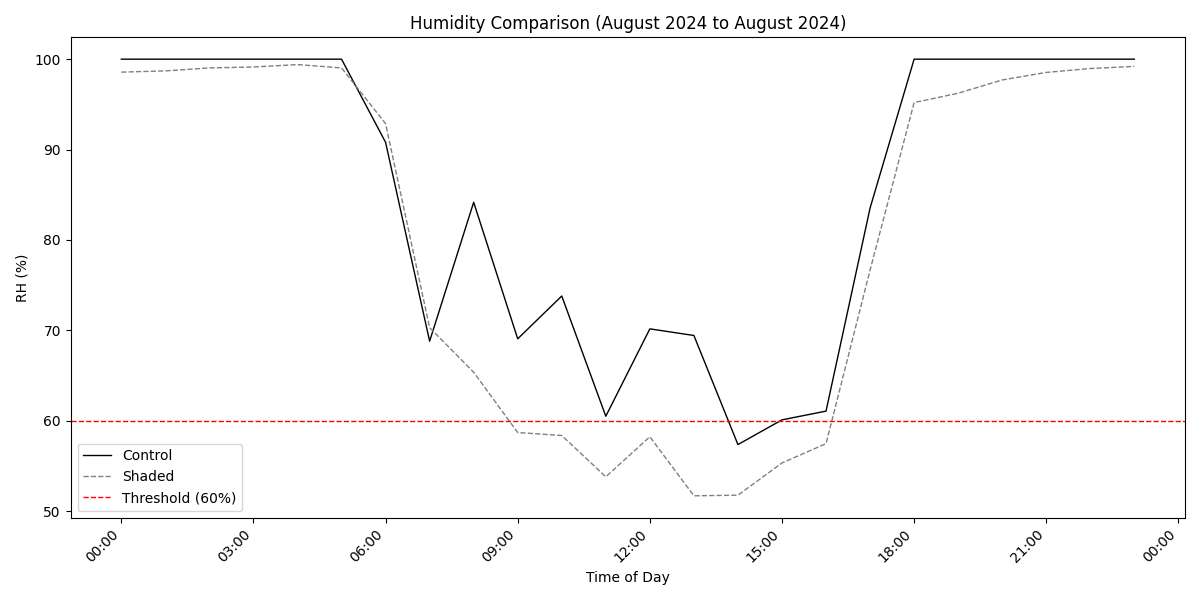 Humidity Comparison (August 2024 to August 2024)
RH (%)
100
90
80
70
60
50
Control
Shaded
Threshold (60%)
00:00
03:00
06:00
09:00
12:00
15:00
18:00
21:00
00:00
Time of Day